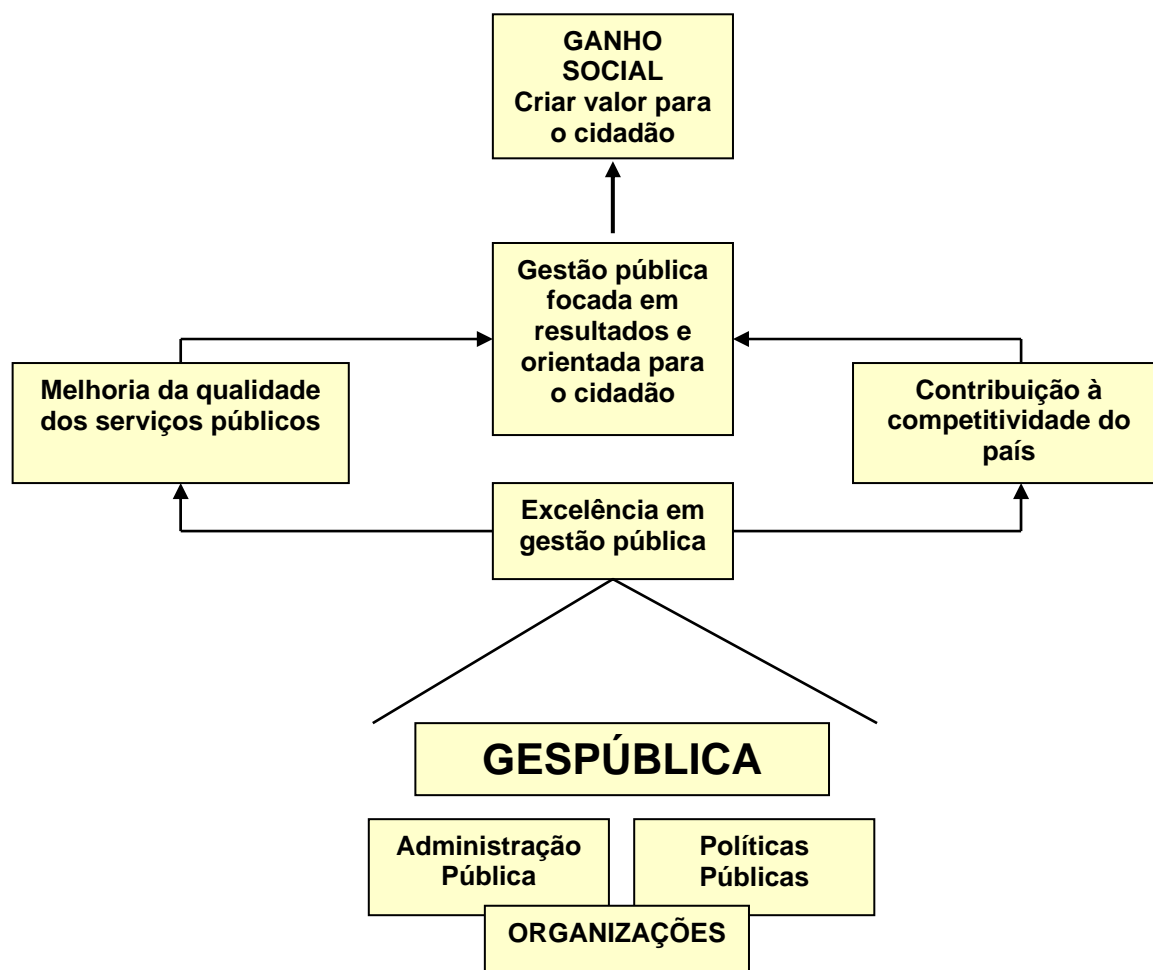 GANHO
SOCIAL
Criar valor para
o cidadão
Gestão pública
focada em
resultados e
orientada para
o cidadão
Melhoria da qualidade
dos serviços públicos
Contribuição à
competitividade do
país
Excelência em
gestão pública
GESPÚBLICA
Administração
Pública
Políticas
Públicas
ORGANIZAÇÕES